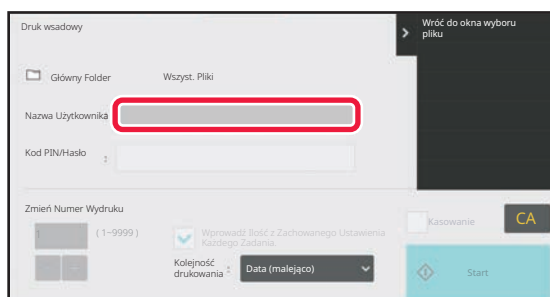 Druk wsadowy
Wróć do okna wyboru
pliku
Główny Folder
Wszyst. Pliki
Nazwa Użytkownika :
Kod PIN/Hasło :
Zmień Numer Wydruku
1
( 1~9999 )
Wprowadź Ilość z Zachowanego Ustawienia
Każdego Zadania.
Kolejność
drukowania :
Data (malejąco)
Kasowanie
CA
Start